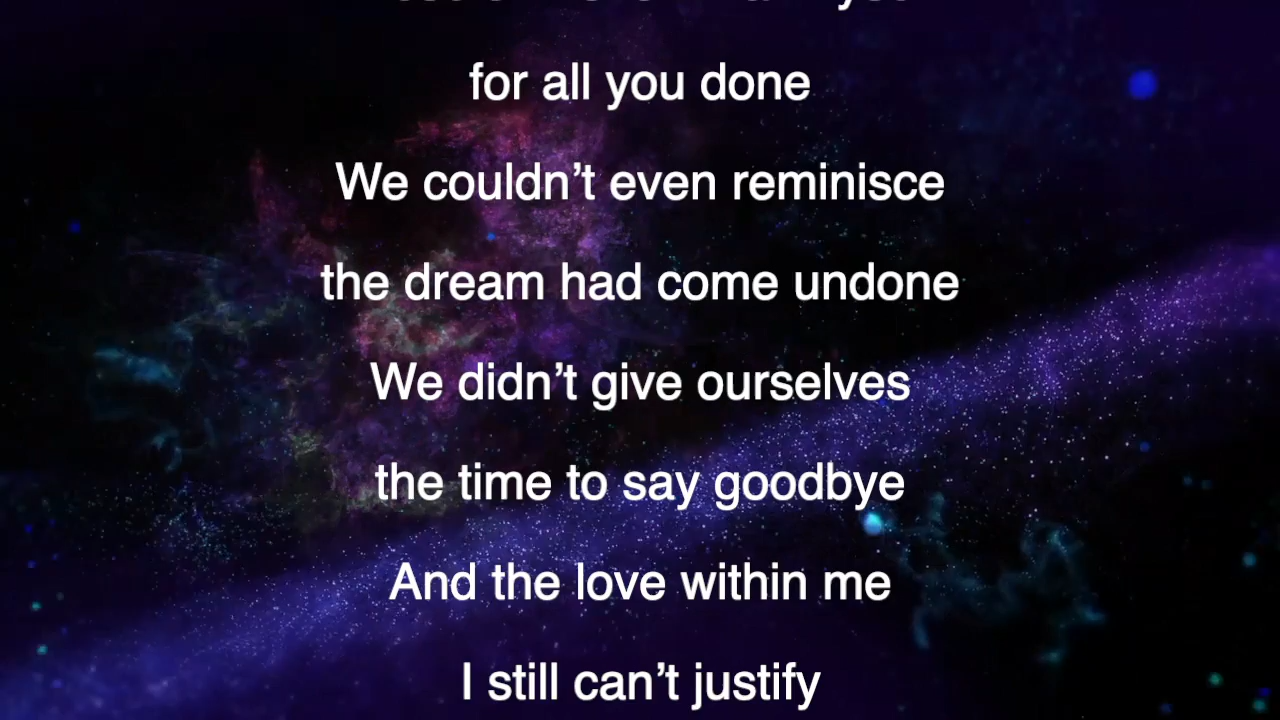 for all you done
We couldn’t even reminisce
the dream had come undone
We didn’t give ourselves
the time to say goodbye
And the love within me
I still can’t justify